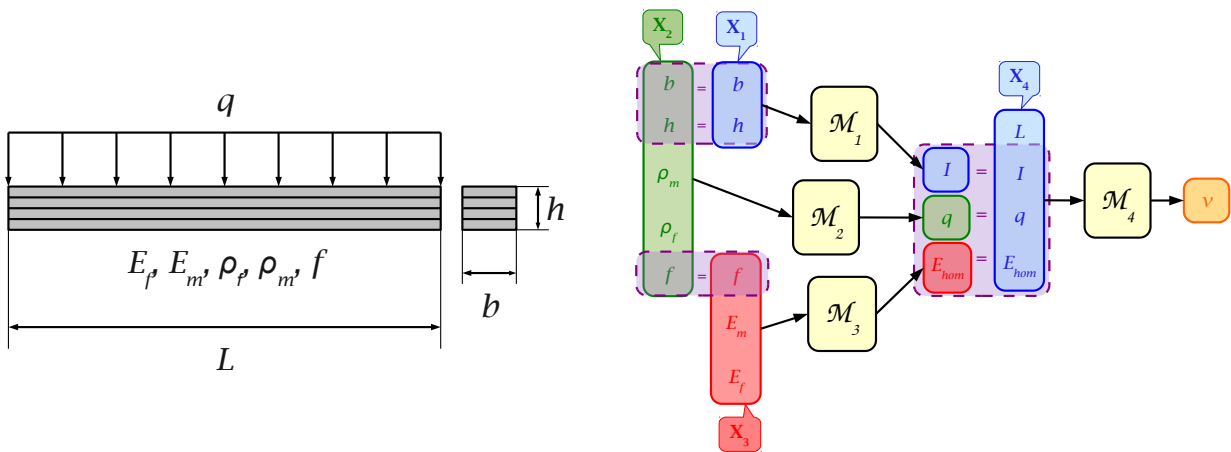 q
h
b
E_f, E_m, ρ_f, ρ_m, f
L
X_2
X_1
b = b
h = h
ρ_m
ρ_f
f = f
E_m
E_f
X_3
ℳ_1
ℳ_2
ℳ_3
X_4
L
I = I
q = q
E_hom = E_hom
ℳ_4
v